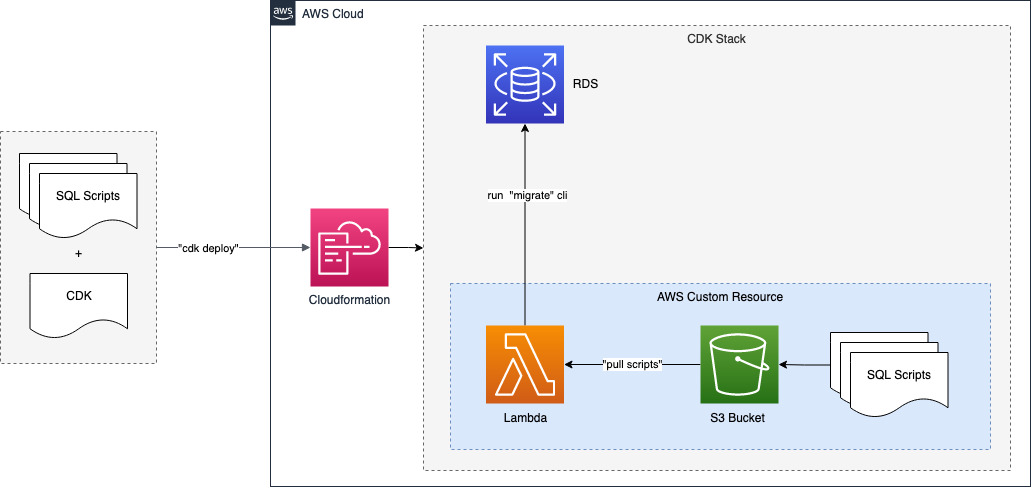 aws
AWS Cloud
CDK Stack
RDS
SQL Scripts
run "migrate" cli
+
"cdk deploy"
CDK
Cloudformation
AWS Custom Resource
"pull scripts"
SQL Scripts
Lambda
S3 Bucket